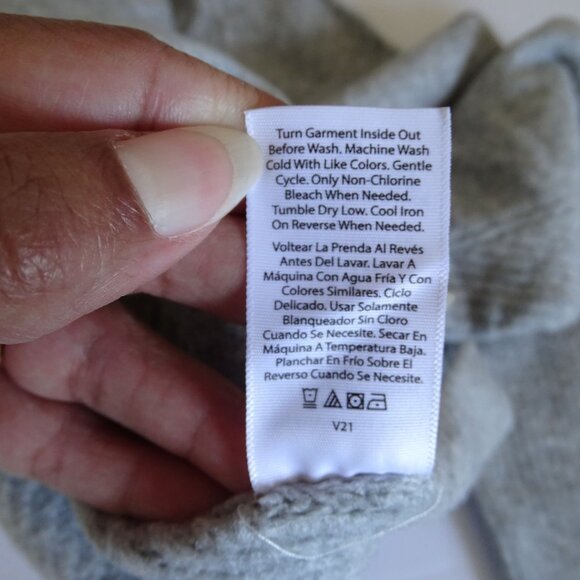 Turn Garment Inside Out
Before Wash. Machine Wash
Cold With Like Colors. Gentle
Cycle. Only Non-Chlorine
Bleach When Needed.
Tumble Dry Low. Cool Iron
On Reverse When Needed.
Voltear La Prenda Al Revés
Antes Del Lavar. Lavar A
Máquina Con Agua Fría Y Con
Colores Similares. Ciclo
Delicado. Usar Solamente
Blanqueador Sin Cloro
Cuando Se Necesite. Secar En
Máquina A Temperatura Baja.
Planchar En Frío Sobre El
Reverso Cuando Se Necesite.
V21